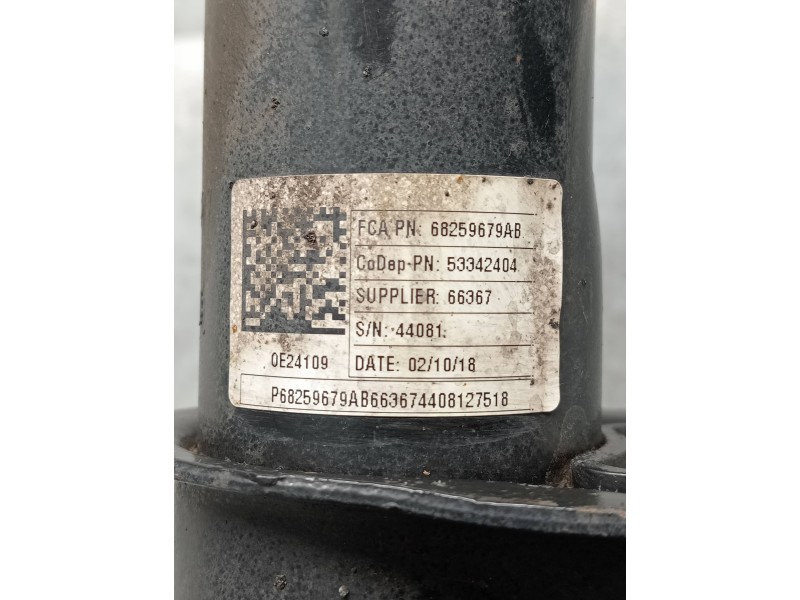 FCA PN: 68259679AB
CoDep PN: 53342404
SUPPLIER: 66367
S/N: 44081
0E24109 DATE: 02/10/18
P68259679AB663674408127518